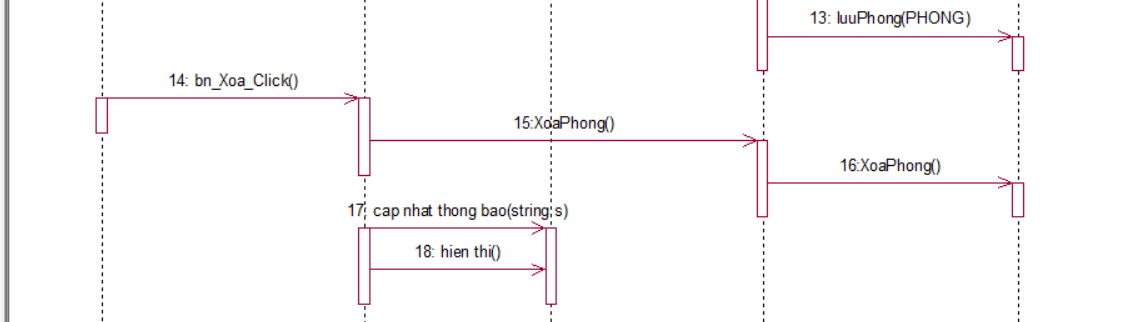 13: luuPhong(PHONG)
14: bn_Xoa_Click()
15:XoaPhong()
16:XoaPhong()
17: cap nhat thong bao(string s)
18: hien thi()